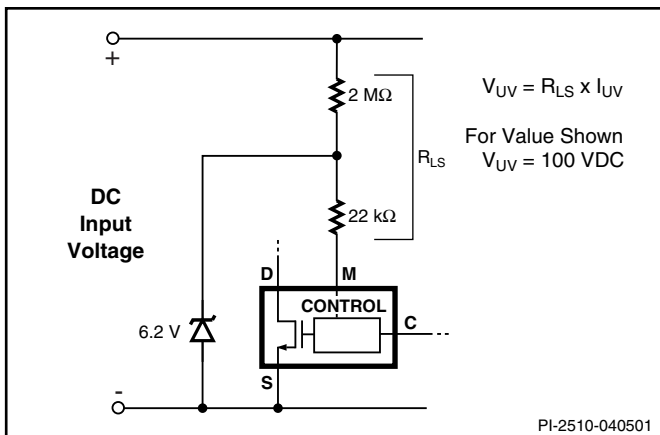 +
2 MΩ
V_UV = R_LS x I_UV
For Value Shown
V_UV = 100 VDC
R_LS
DC
Input
Voltage
22 kΩ
D
M
CONTROL
C
6.2 V
S
-
PI-2510-040501